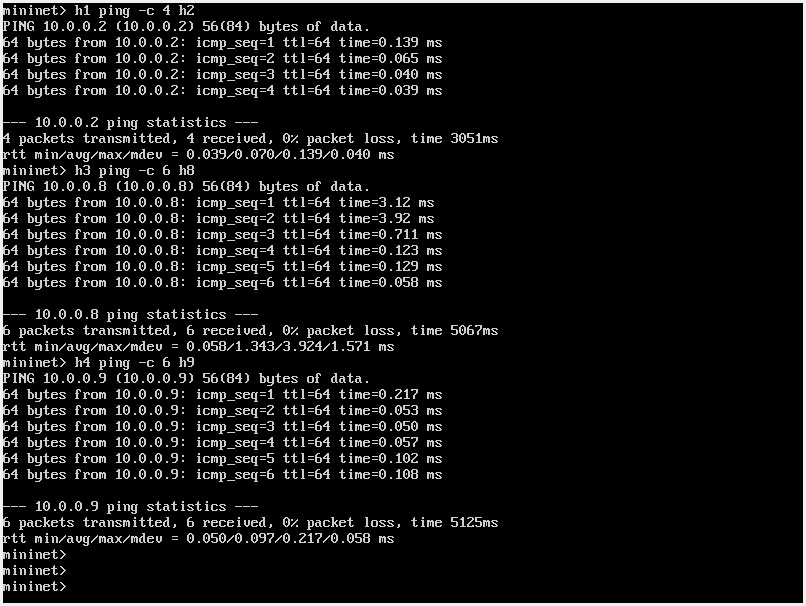 mininet> h1 ping -c 4 h2
PING 10.0.0.2 (10.0.0.2) 56(84) bytes of data.
64 bytes from 10.0.0.2: icmp_seq=1 ttl=64 time=0.139 ms
64 bytes from 10.0.0.2: icmp_seq=2 ttl=64 time=0.065 ms
64 bytes from 10.0.0.2: icmp_seq=3 ttl=64 time=0.040 ms
64 bytes from 10.0.0.2: icmp_seq=4 ttl=64 time=0.039 ms

--- 10.0.0.2 ping statistics ---
4 packets transmitted, 4 received, 0% packet loss, time 3051ms
rtt min/avg/max/mdev = 0.039/0.070/0.139/0.040 ms
mininet> h3 ping -c 6 h8
PING 10.0.0.8 (10.0.0.8) 56(84) bytes of data.
64 bytes from 10.0.0.8: icmp_seq=1 ttl=64 time=3.12 ms
64 bytes from 10.0.0.8: icmp_seq=2 ttl=64 time=3.92 ms
64 bytes from 10.0.0.8: icmp_seq=3 ttl=64 time=0.711 ms
64 bytes from 10.0.0.8: icmp_seq=4 ttl=64 time=0.123 ms
64 bytes from 10.0.0.8: icmp_seq=5 ttl=64 time=0.129 ms
64 bytes from 10.0.0.8: icmp_seq=6 ttl=64 time=0.058 ms

--- 10.0.0.8 ping statistics ---
6 packets transmitted, 6 received, 0% packet loss, time 5067ms
rtt min/avg/max/mdev = 0.058/1.343/3.924/1.571 ms
mininet> h4 ping -c 6 h9
PING 10.0.0.9 (10.0.0.9) 56(84) bytes of data.
64 bytes from 10.0.0.9: icmp_seq=1 ttl=64 time=0.217 ms
64 bytes from 10.0.0.9: icmp_seq=2 ttl=64 time=0.053 ms
64 bytes from 10.0.0.9: icmp_seq=3 ttl=64 time=0.050 ms
64 bytes from 10.0.0.9: icmp_seq=4 ttl=64 time=0.057 ms
64 bytes from 10.0.0.9: icmp_seq=5 ttl=64 time=0.102 ms
64 bytes from 10.0.0.9: icmp_seq=6 ttl=64 time=0.108 ms

--- 10.0.0.9 ping statistics ---
6 packets transmitted, 6 received, 0% packet loss, time 5125ms
rtt min/avg/max/mdev = 0.050/0.097/0.217/0.058 ms
mininet>
mininet>
mininet>